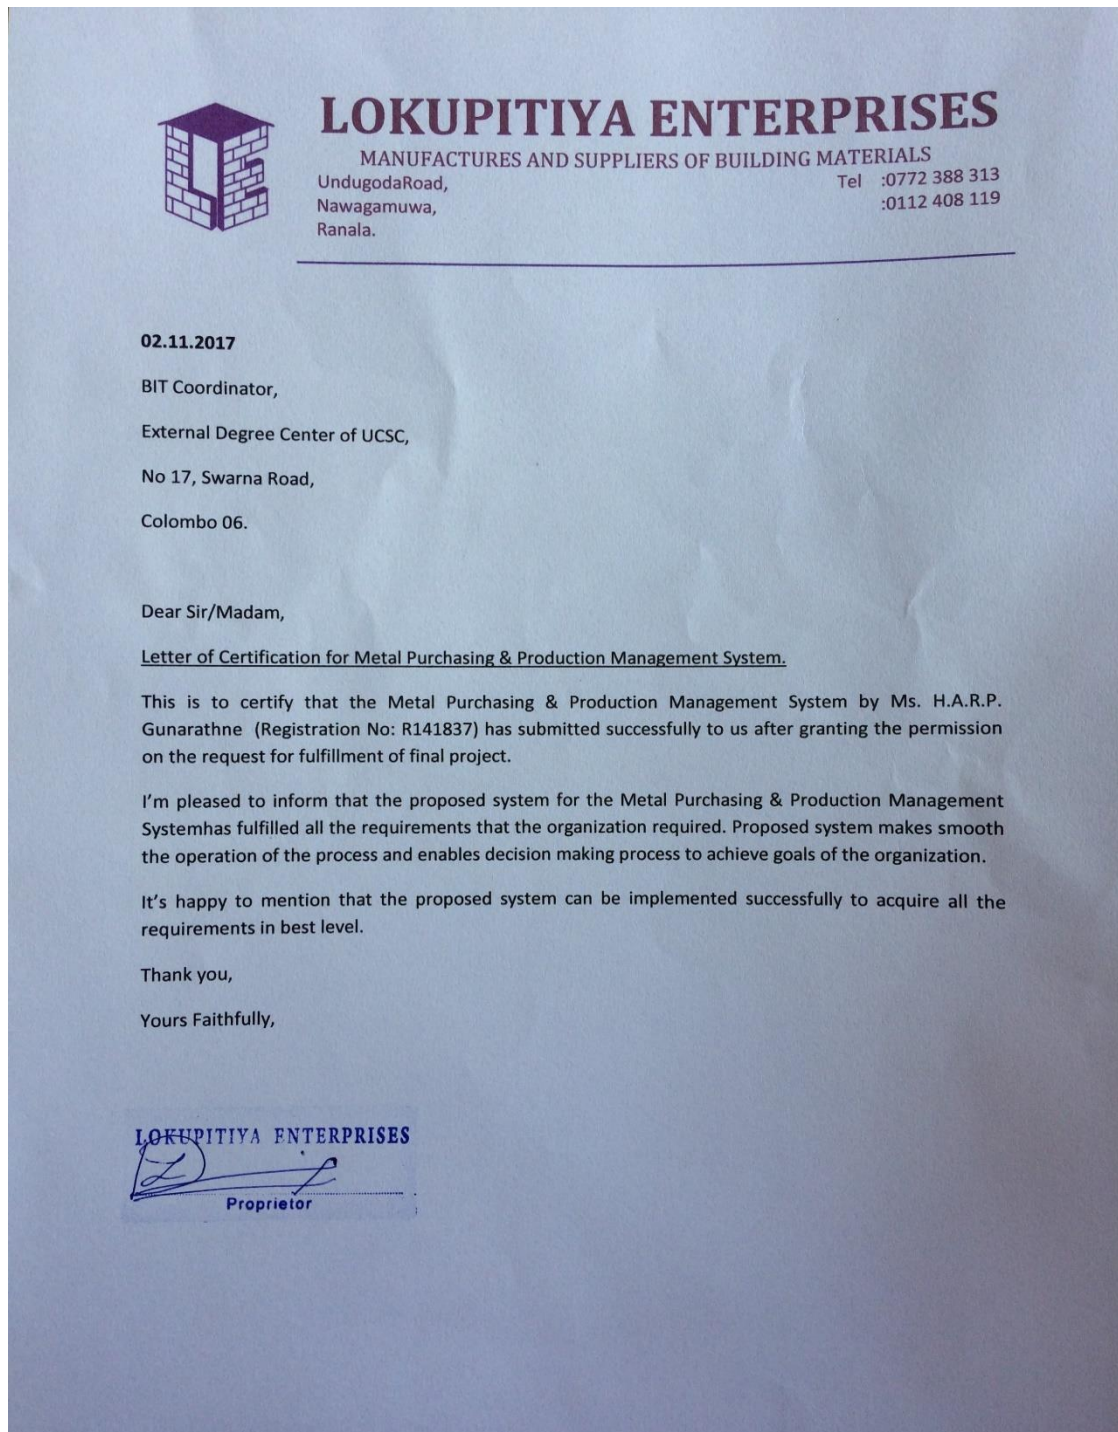 LOKUPITIYA ENTERPRISES
MANUFACTURES AND SUPPLIERS OF BUILDING MATERIALS
UndugodaRoad,
Nawagamuwa,
Ranala.
Tel :0772 388 313
:0112 408 119
02.11.2017
BIT Coordinator,
External Degree Center of UCSC,
No 17, Swarna Road,
Colombo 06.
Dear Sir/Madam,
Letter of Certification for Metal Purchasing & Production Management System.
This is to certify that the Metal Purchasing & Production Management System by Ms. H.A.R.P.
Gunarathne (Registration No: R141837) has submitted successfully to us after granting the permission
on the request for fulfillment of final project.
I'm pleased to inform that the proposed system for the Metal Purchasing & Production Management
Systemhas fulfilled all the requirements that the organization required. Proposed system makes smooth
the operation of the process and enables decision making process to achieve goals of the organization.
It's happy to mention that the proposed system can be implemented successfully to acquire all the
requirements in best level.
Thank you,
Yours Faithfully,
LOKUPITIYA ENTERPRISES
Proprietor